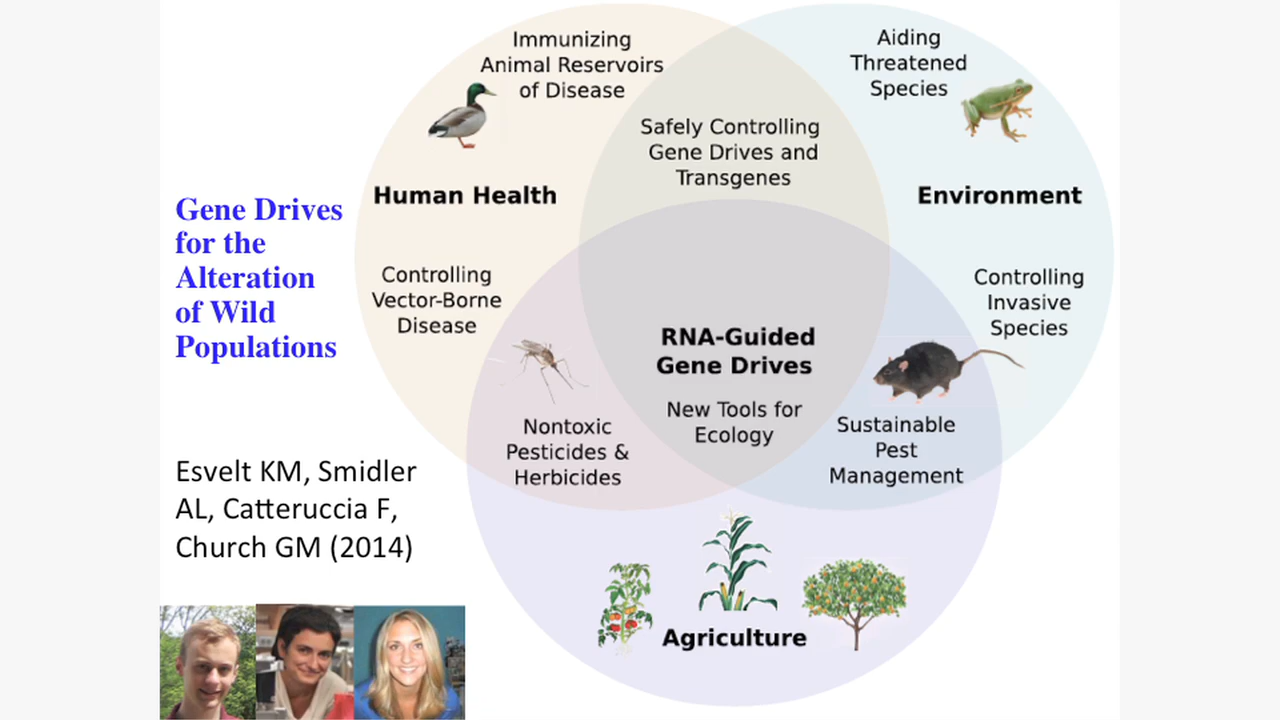 Gene Drives
for the
Alteration
of Wild
Populations
Esvelt KM, Smidler
AL, Catteruccia F,
Church GM (2014)
Immunizing
Animal Reservoirs
of Disease
Human Health
Controlling
Vector-Borne
Disease
Safely Controlling
Gene Drives and
Transgenes
Aiding
Threatened
Species
Environment
Controlling
Invasive
Species
RNA-Guided
Gene Drives
New Tools for
Ecology
Nontoxic
Pesticides &
Herbicides
Sustainable
Pest
Management
Agriculture